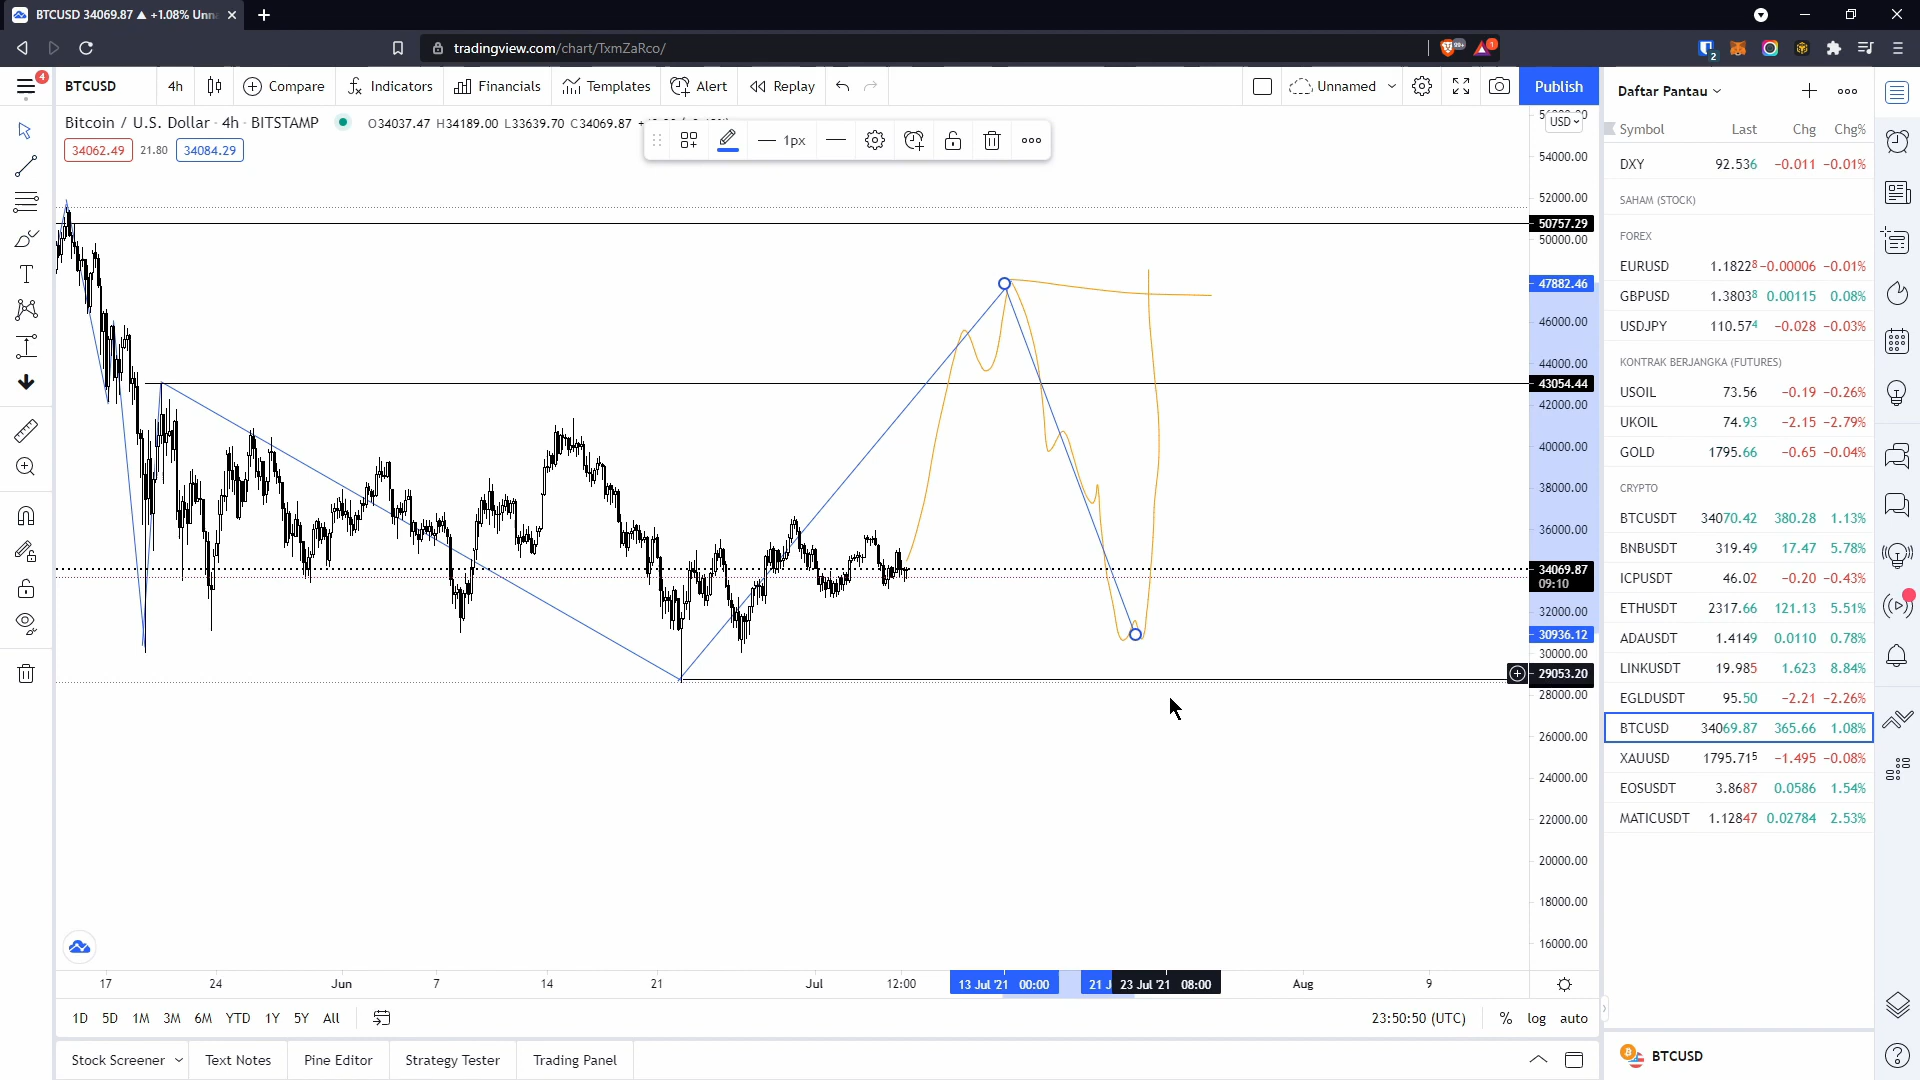 BTCUSD 34069.87 ▲ +1.08% Unn
tradingview.com/chart/TxmZaRco/
99+
1
2
4
BTCUSD
4h
Compare
Indicators
Financials
Templates
Alert
Replay
Unnamed
Publish
Bitcoin / U.S. Dollar · 4h · BITSTAMP
O34037.47 H34189.00 L33639.70 C34069.87
34062.49
21.80
34084.29
1px
USD
54000.00
52000.00
50757.29
50000.00
47882.46
46000.00
44000.00
43054.44
42000.00
40000.00
38000.00
36000.00
34069.87
09:10
32000.00
30936.12
30000.00
29053.20
28000.00
26000.00
24000.00
22000.00
20000.00
18000.00
16000.00
17
24
Jun
7
14
21
Jul
12:00
13 Jul '21 00:00
21 J
23 Jul '21 08:00
Aug
9
1D 5D 1M 3M 6M YTD 1Y 5Y All
23:50:50 (UTC)
%
log
auto
Stock Screener
Text Notes
Pine Editor
Strategy Tester
Trading Panel
Daftar Pantau
Symbol Last Chg Chg%
DXY 92.536 −0.011 −0.01%
SAHAM (STOCK)
FOREX
EURUSD 1.18228 −0.00006 −0.01%
GBPUSD 1.38038 0.00115 0.08%
USDJPY 110.574 −0.028 −0.03%
KONTRAK BERJANGKA (FUTURES)
USOIL 73.56 −0.19 −0.26%
UKOIL 74.93 −2.15 −2.79%
GOLD 1795.66 −0.65 −0.04%
CRYPTO
BTCUSDT 34070.42 380.28 1.13%
BNBUSDT 319.49 17.47 5.78%
ICPUSDT 46.02 −0.20 −0.43%
ETHUSDT 2317.66 121.13 5.51%
ADAUSDT 1.4149 0.0110 0.78%
LINKUSDT 19.985 1.623 8.84%
EGLDUSDT 95.50 −2.21 −2.26%
BTCUSD 34069.87 365.66 1.08%
XAUUSD 1795.715 −1.495 −0.08%
EOSUSDT 3.8687 0.0586 1.54%
MATICUSDT 1.12847 0.02784 2.53%
BTCUSD